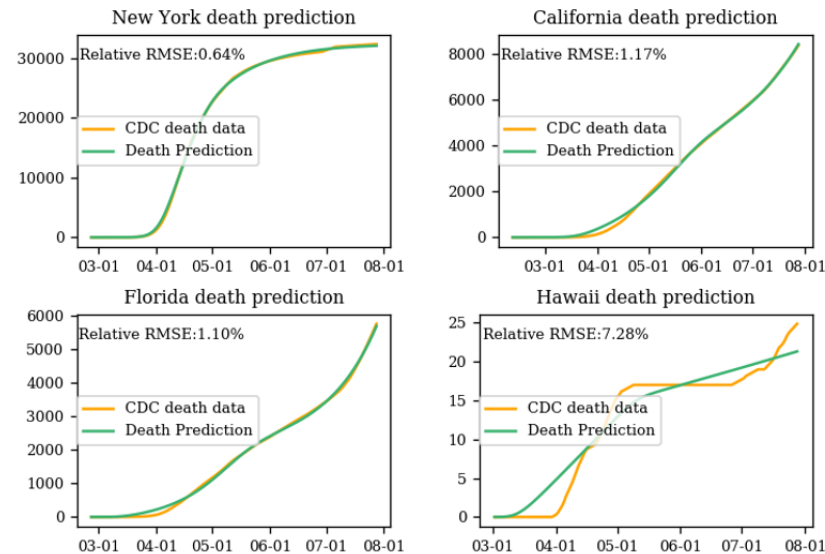 New York death prediction
Relative RMSE:0.64%
30000
20000
10000
0
CDC death data
Death Prediction
03-01 04-01 05-01 06-01 07-01 08-01
California death prediction
Relative RMSE:1.17%
8000
6000
4000
2000
0
CDC death data
Death Prediction
03-01 04-01 05-01 06-01 07-01 08-01
Florida death prediction
Relative RMSE:1.10%
6000
5000
4000
3000
2000
1000
0
CDC death data
Death Prediction
03-01 04-01 05-01 06-01 07-01 08-01
Hawaii death prediction
Relative RMSE:7.28%
25
20
15
10
5
0
CDC death data
Death Prediction
03-01 04-01 05-01 06-01 07-01 08-01